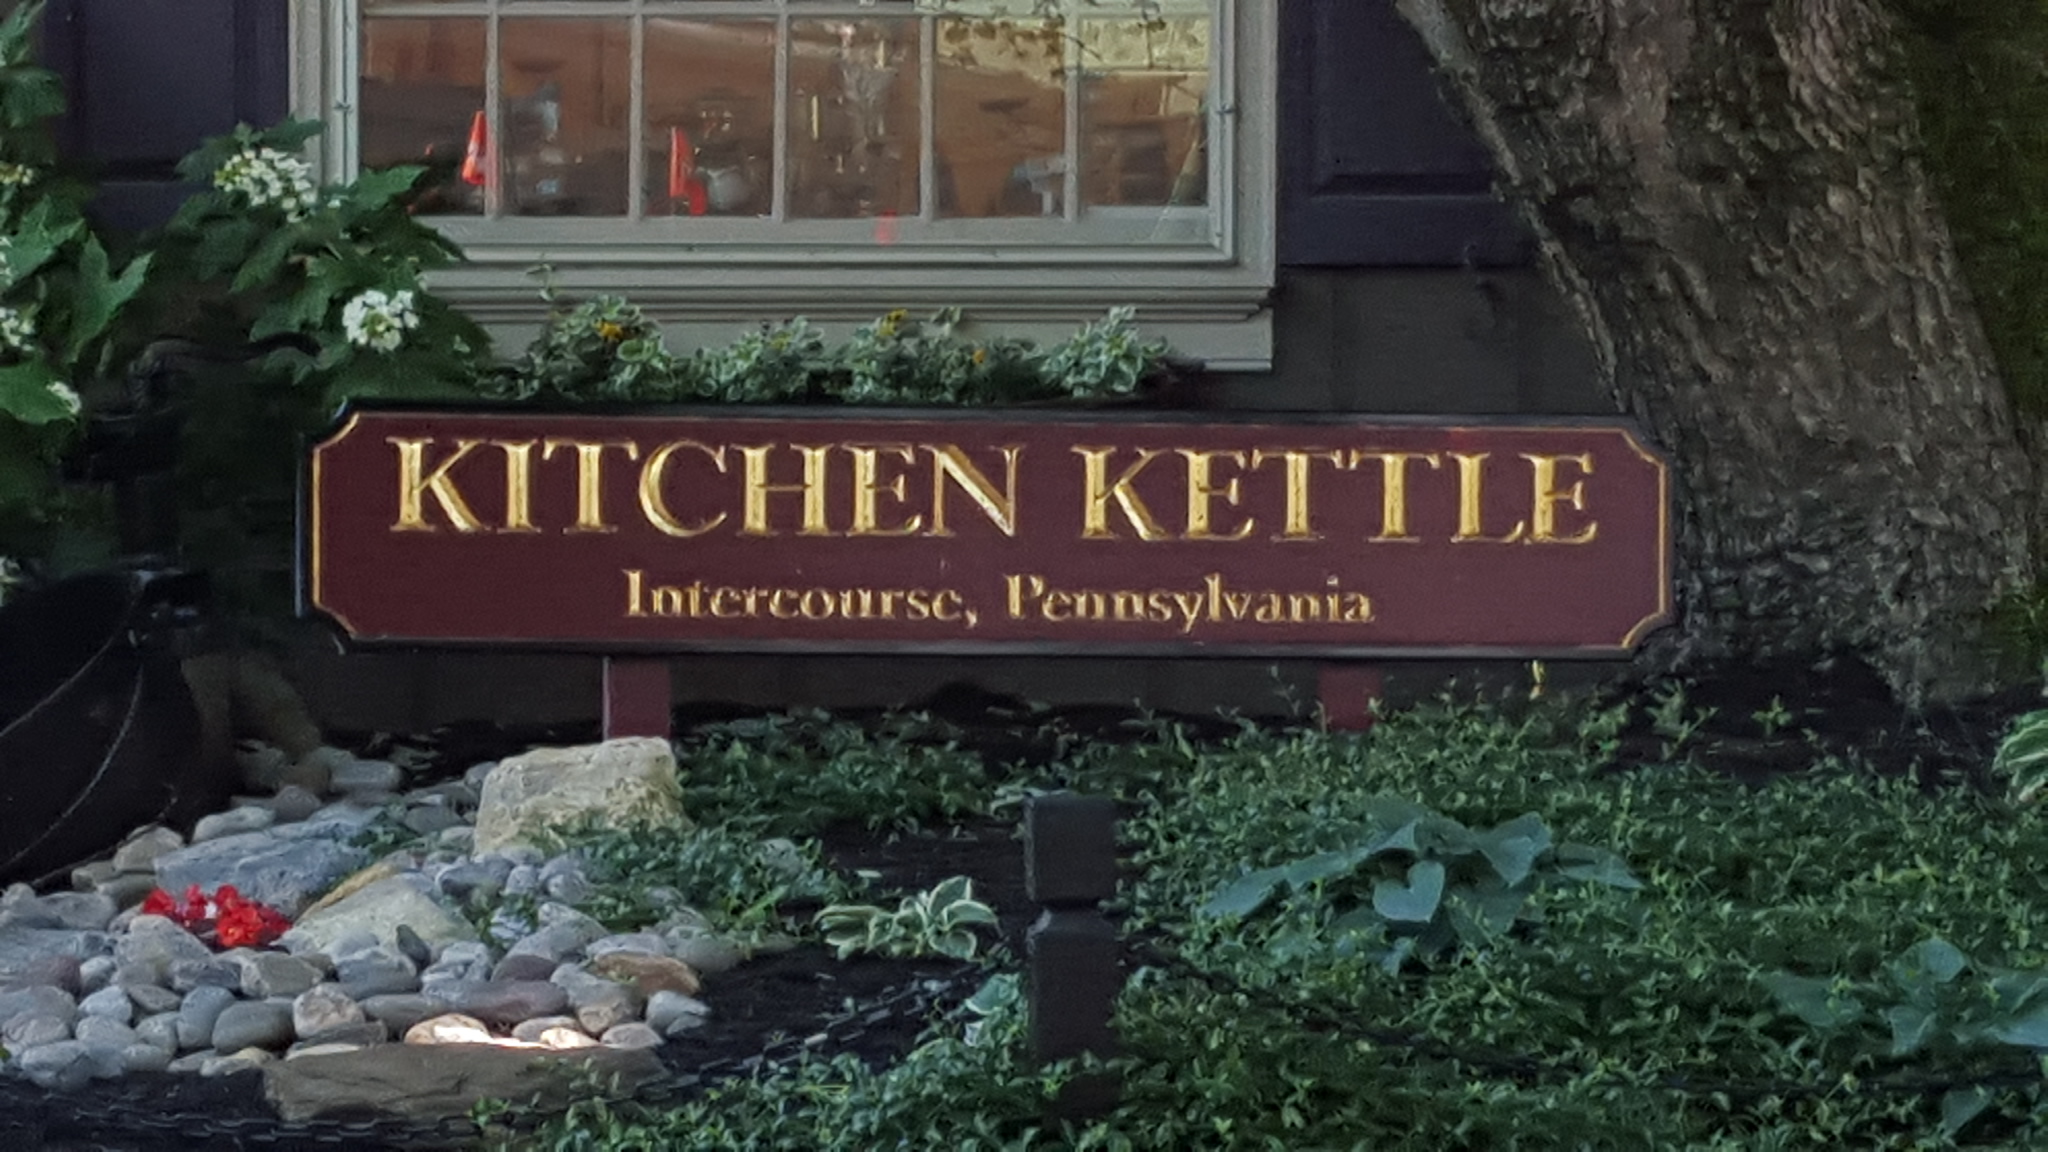 KITCHEN KETTLE
Intercourse, Pennsylvania